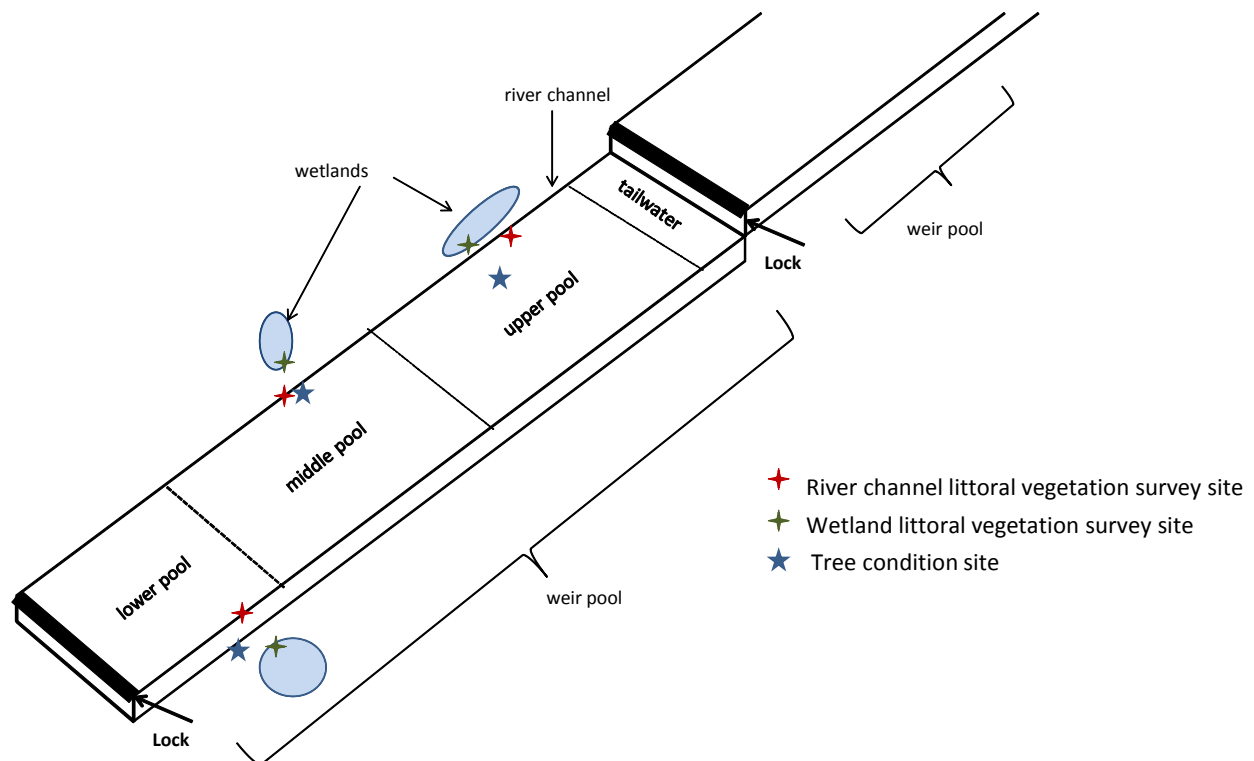 river channel
wetlands
tailwater
weir pool
Lock
upper pool
middle pool
River channel littoral vegetation survey site
Wetland littoral vegetation survey site
Tree condition site
lower pool
weir pool
Lock